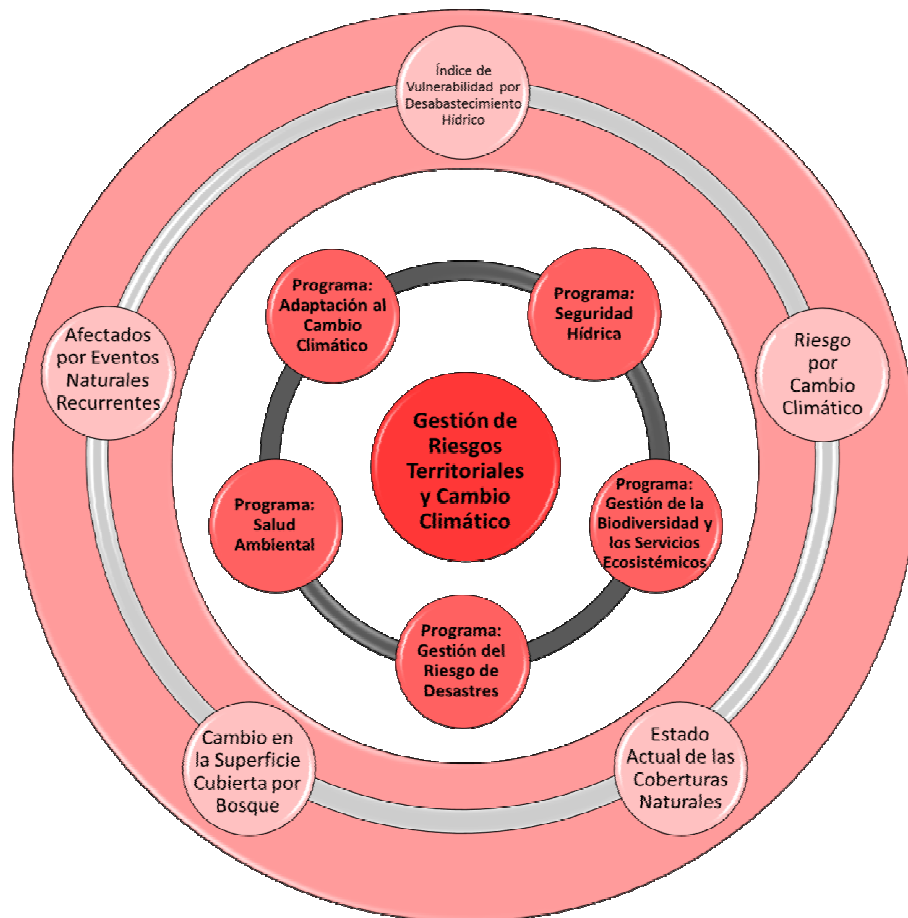 Índice de
Vulnerabilidad por
Desabastecimiento
Hídrico
Programa:
Adaptación al
Cambio
Climático
Programa:
Seguridad
Hídrica
Afectados
por Eventos
Naturales
Recurrentes
Riesgo
por
Cambio
Climático
Gestión de
Riesgos
Territoriales
y Cambio
Climático
Programa:
Salud
Ambiental
Programa:
Gestión de la
Biodiversidad y
los Servicios
Ecosistémicos
Programa:
Gestión del
Riesgo de
Desastres
Cambio en
la Superficie
Cubierta por
Bosque
Estado
Actual de las
Coberturas
Naturales